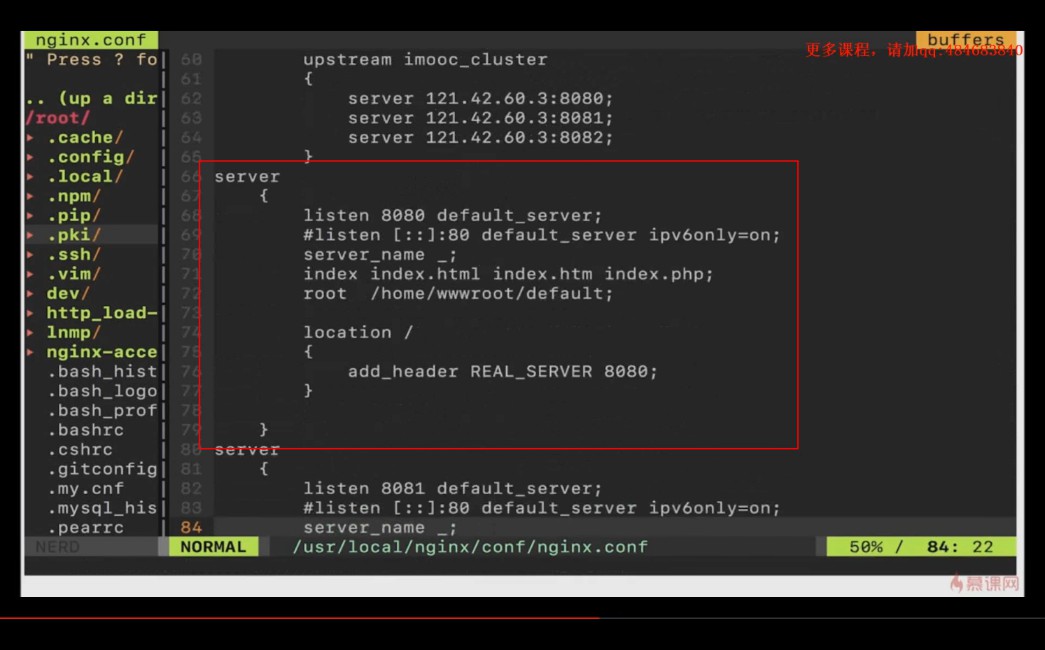 nginx.conf
buffers
更多课程，请加qq:484683840
" Press ? fo
.. (up a dir
/root/
▸ .cache/
▸ .config/
▸ .local/
▸ .npm/
▸ .pip/
▸ .pki/
▸ .ssh/
▸ .vim/
▸ dev/
▸ http_load-
▸ lnmp/
▸ nginx-acce
.bash_hist
.bash_logo
.bash_prof
.bashrc
.cshrc
.gitconfig
.my.cnf
.mysql_his
.pearrc
60 upstream imooc_cluster
61 {
62 server 121.42.60.3:8080;
63 server 121.42.60.3:8081;
64 server 121.42.60.3:8082;
65 }
66 server
67 {
68 listen 8080 default_server;
69 #listen [::]:80 default_server ipv6only=on;
70 server_name _;
71 index index.html index.htm index.php;
72 root /home/wwwroot/default;
73
74 location /
75 {
76 add_header REAL_SERVER 8080;
77 }
78
79 }
80 server
81 {
82 listen 8081 default_server;
83 #listen [::]:80 default_server ipv6only=on;
84 server_name _;
NERD
NORMAL /usr/local/nginx/conf/nginx.conf 50% / 84: 22
慕课网